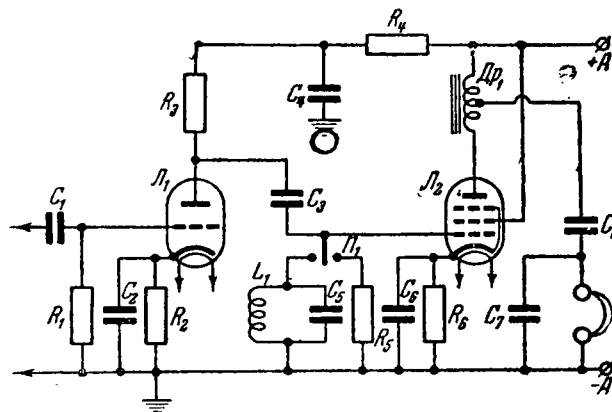 R₄
+А
Др₁
R₃
C₄
Л₁
Л₂
C₃
C₁
П₁
L₁
C₂
C₅
C₆
C₇
R₁
R₂
R₅
R₆
-А